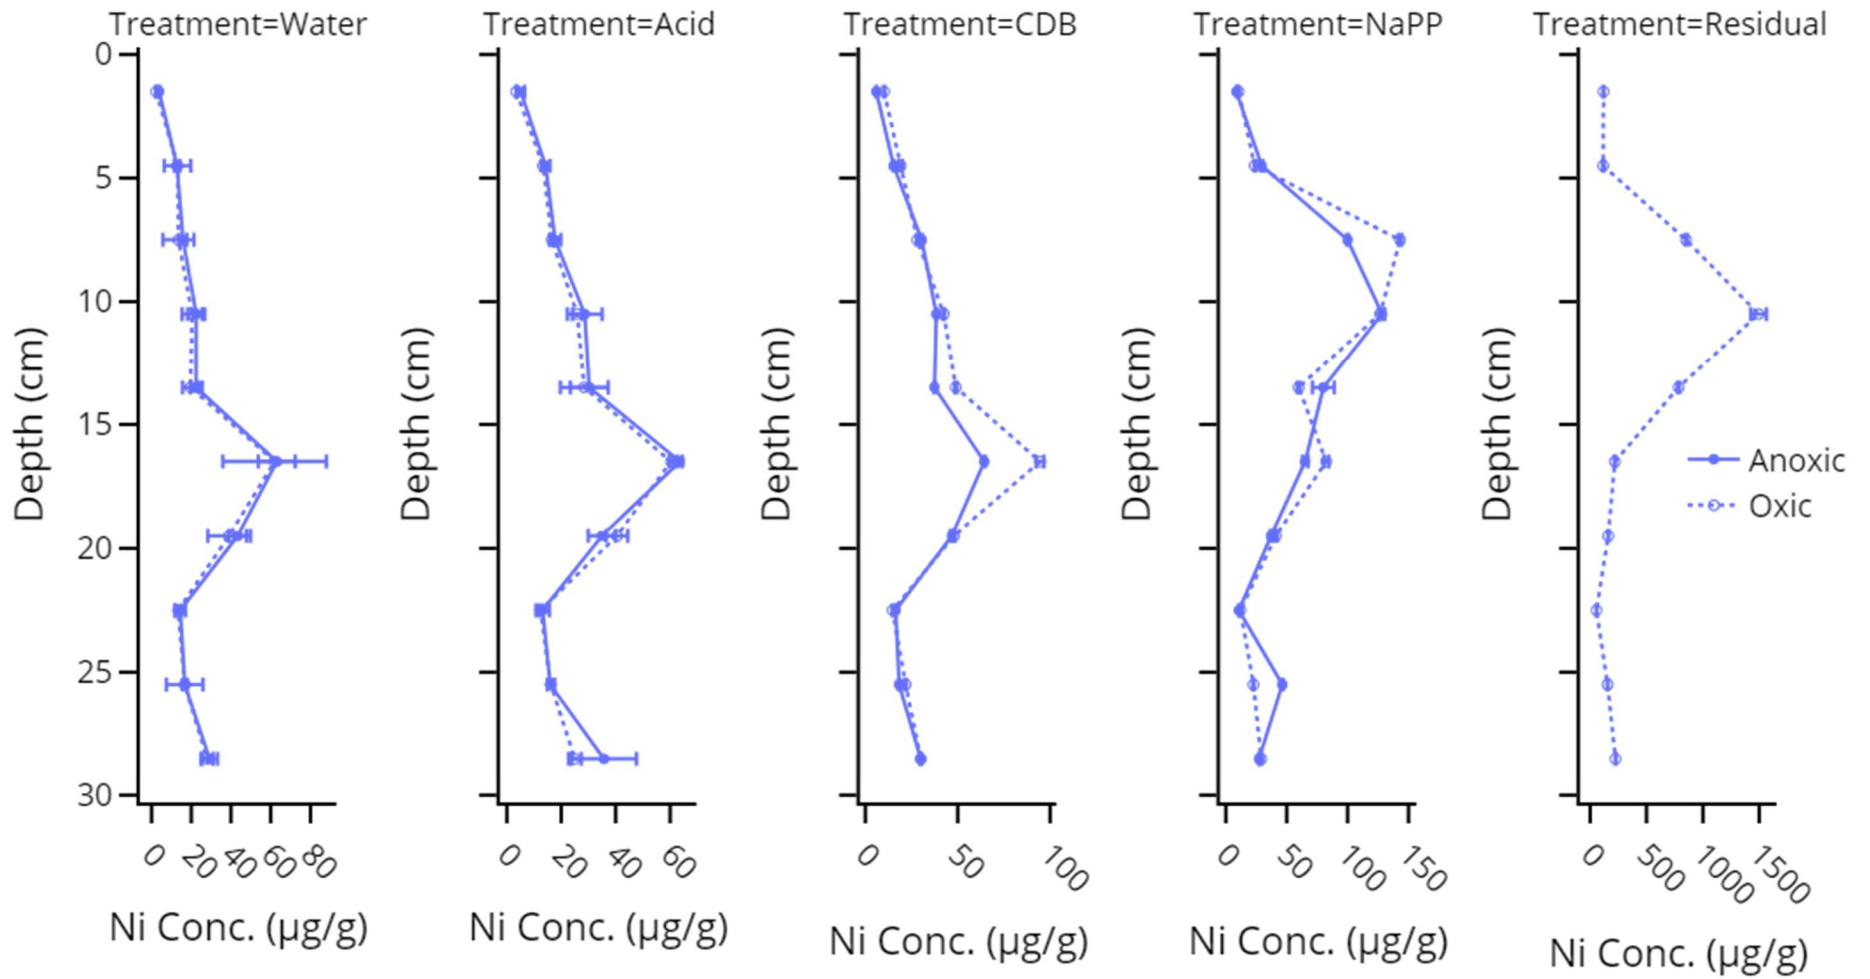 Treatment=Water
Treatment=Acid
Treatment=CDB
Treatment=NaPP
Treatment=Residual
0
5
10
15
20
25
30
Depth (cm)
Depth (cm)
Depth (cm)
Depth (cm)
Depth (cm)
Anoxic
Oxic
0 20 40 60 80
0 20 40 60
0 50 100
0 50 100 150
0 500 1000 1500
Ni Conc. (μg/g)
Ni Conc. (μg/g)
Ni Conc. (μg/g)
Ni Conc. (μg/g)
Ni Conc. (μg/g)